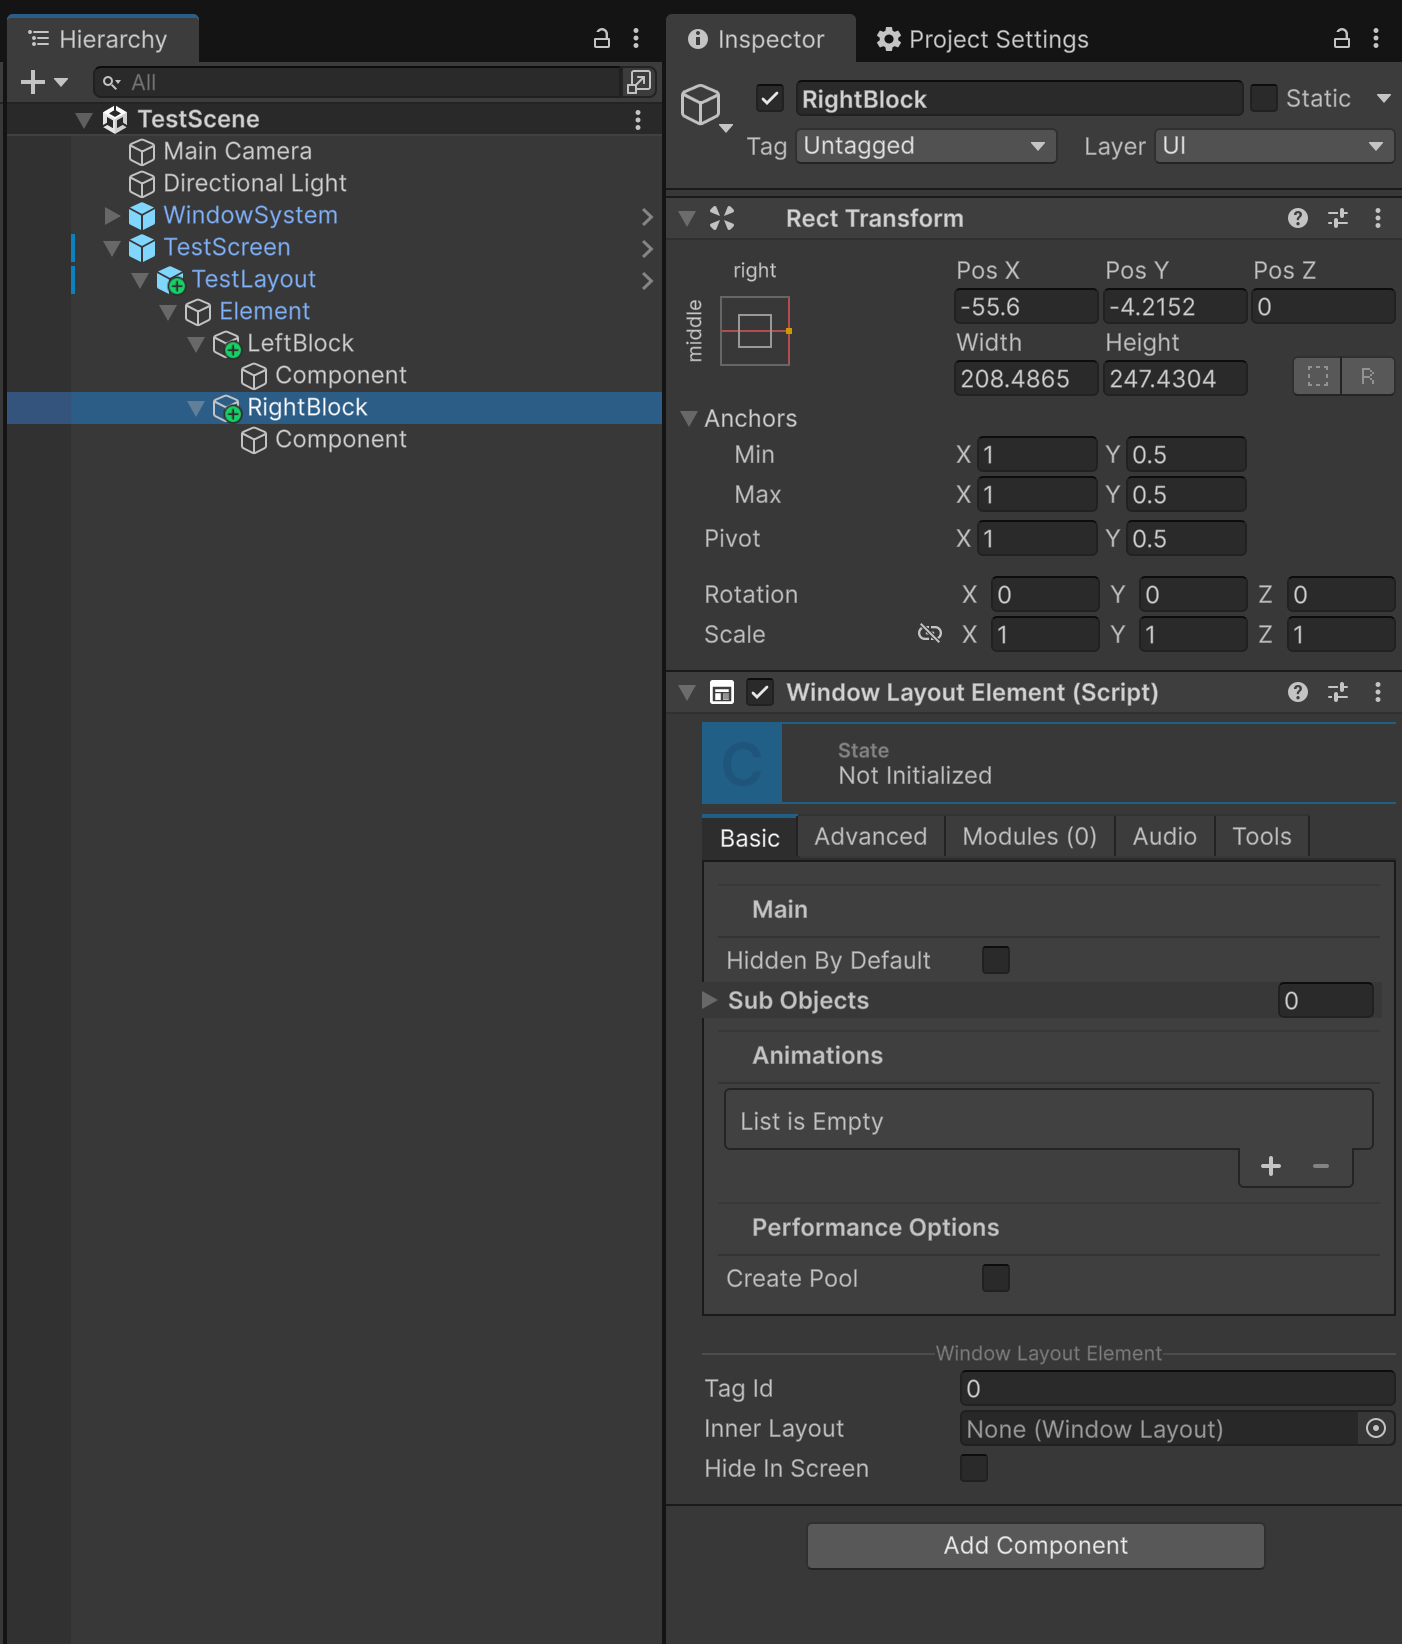 Hierarchy
All
TestScene
Main Camera
Directional Light
WindowSystem
TestScreen
TestLayout
Element
LeftBlock
Component
RightBlock
Component
Inspector
Project Settings
RightBlock
Static
Tag Untagged Layer UI
Rect Transform
right
middle
Pos X Pos Y Pos Z
-55.6 -4.2152 0
Width Height
208.4865 247.4304 R
Anchors
Min X 1 Y 0.5
Max X 1 Y 0.5
Pivot X 1 Y 0.5
Rotation X 0 Y 0 Z 0
Scale X 1 Y 1 Z 1
Window Layout Element (Script)
C
State
Not Initialized
Basic Advanced Modules (0) Audio Tools
Main
Hidden By Default
Sub Objects 0
Animations
List is Empty
Performance Options
Create Pool
Window Layout Element
Tag Id 0
Inner Layout None (Window Layout)
Hide In Screen
Add Component